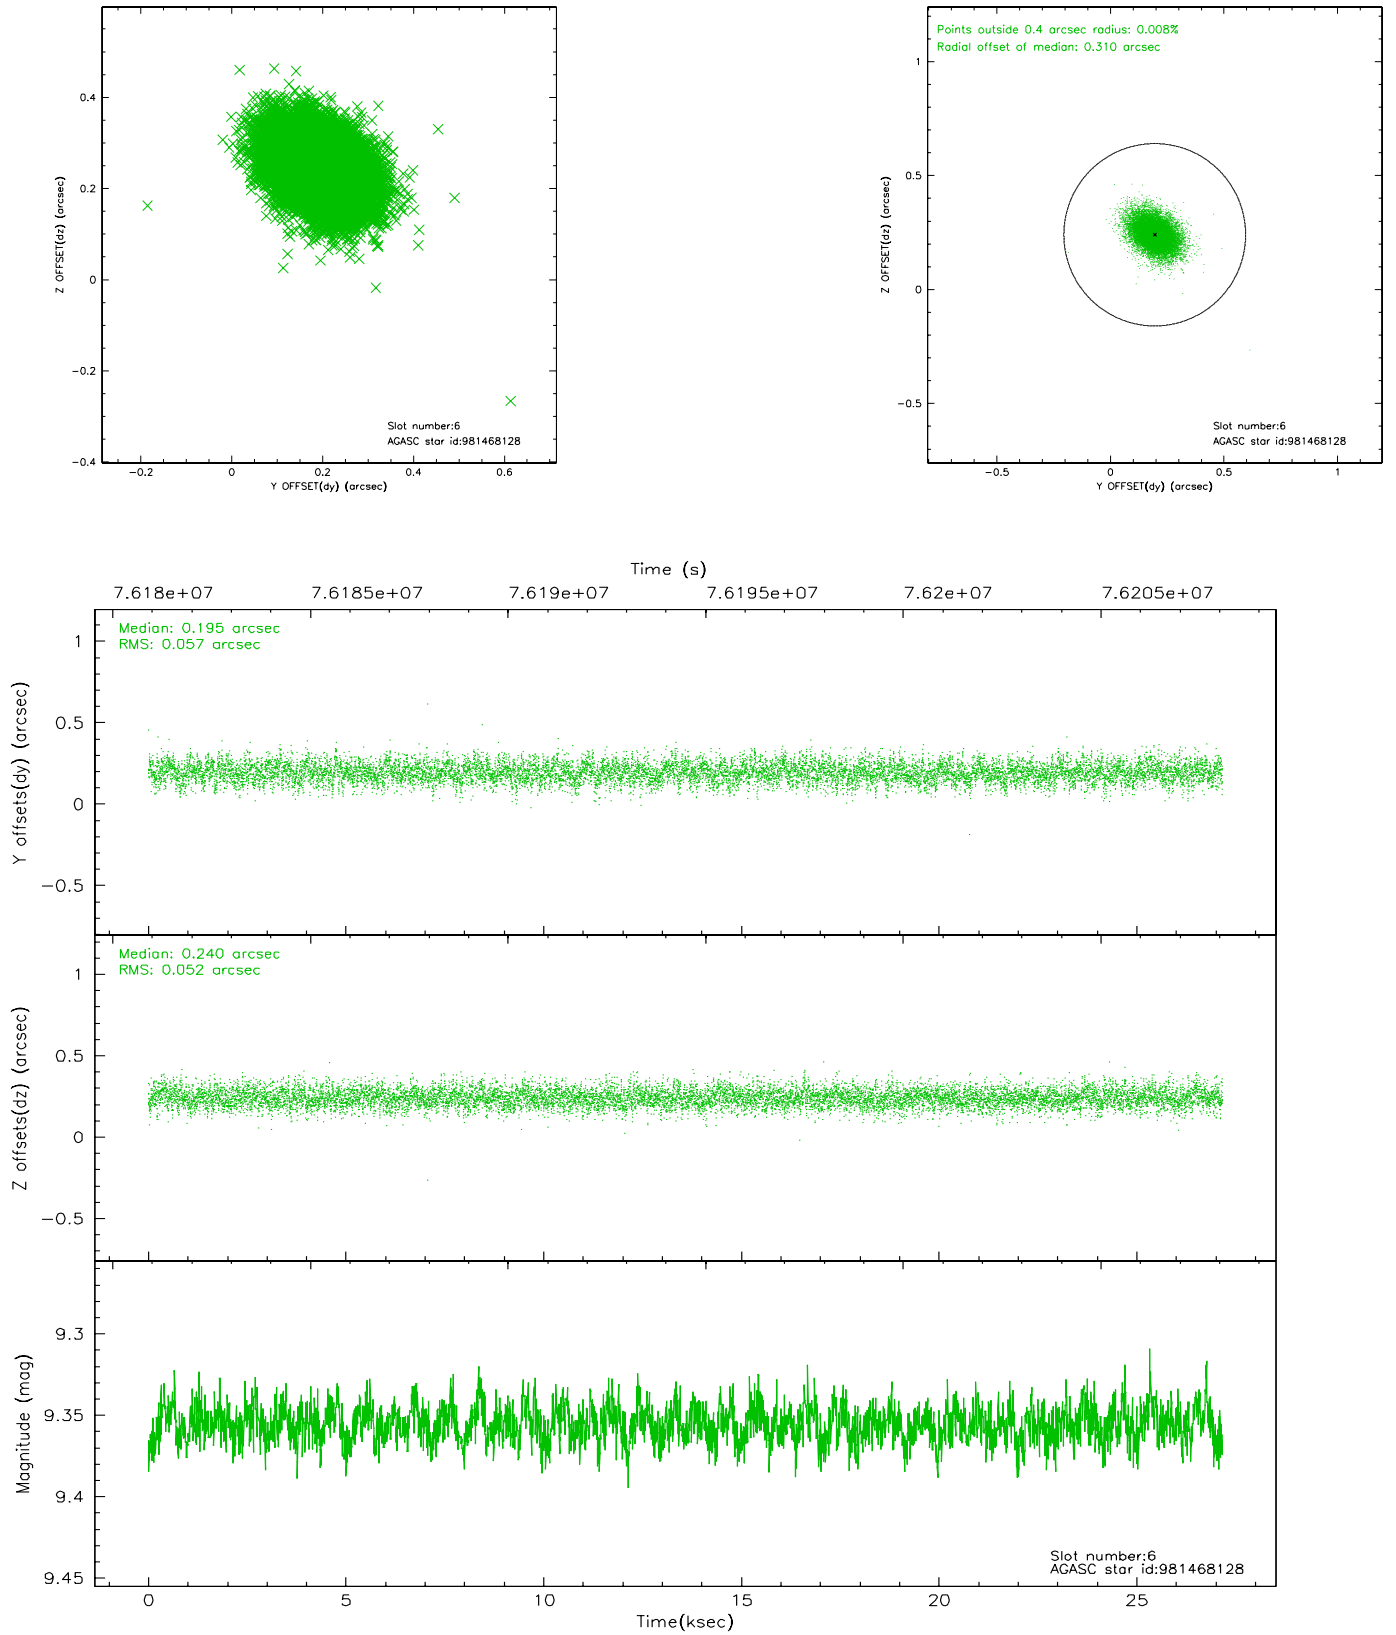 0.4
0.2
0
−0.2
−0.4
Z OFFSET(dz) (arcsec)
Slot number:6
AGASC star id:981468128
−0.2
0
0.2
0.4
0.6
Y OFFSET(dy) (arcsec)
Points outside 0.4 arcsec radius: 0.008%
Radial offset of median: 0.310 arcsec
1
0.5
0
−0.5
Z OFFSET(dz) (arcsec)
Slot number:6
AGASC star id:981468128
−0.5
0
0.5
1
Y OFFSET(dy) (arcsec)
Time (s)
7.618e+07
7.6185e+07
7.619e+07
7.6195e+07
7.62e+07
7.6205e+07
Median: 0.195 arcsec
RMS: 0.057 arcsec
1
0.5
0
−0.5
Y offsets(dy) (arcsec)
Median: 0.240 arcsec
RMS: 0.052 arcsec
1
0.5
0
−0.5
Z offsets(dz) (arcsec)
9.3
9.35
9.4
9.45
Magnitude (mag)
Slot number:6
AGASC star id:981468128
0
5
10
15
20
25
Time(ksec)